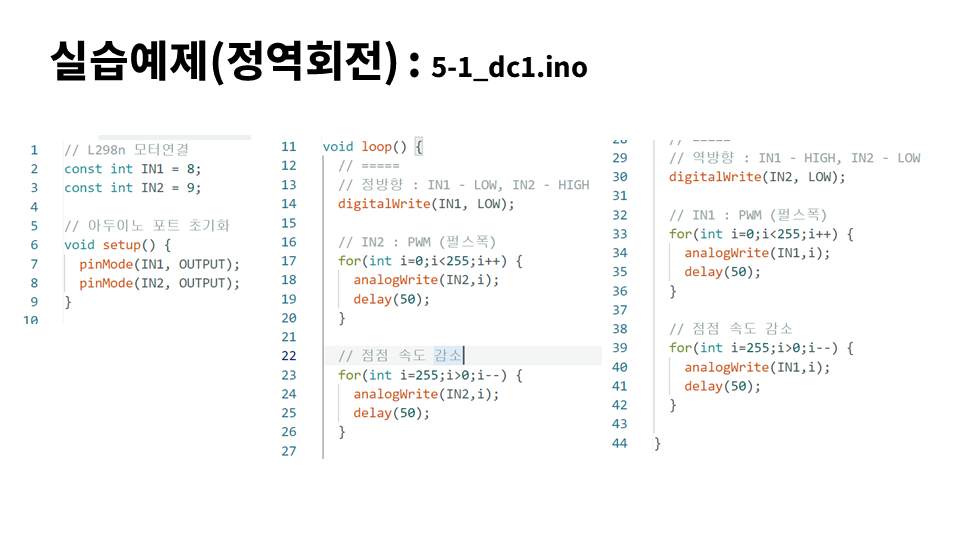 실습예제(정역회전) : 5-1_dc1.ino
1 // L298n 모터연결
2 const int IN1 = 8;
3 const int IN2 = 9;
4
5 // 아두이노 포트 초기화
6 void setup() {
7 pinMode(IN1, OUTPUT);
8 pinMode(IN2, OUTPUT);
9 }
10
11 void loop() {
12 // =====
13 // 정방향 : IN1 - LOW, IN2 - HIGH
14 digitalWrite(IN1, LOW);
15
16 // IN2 : PWM (펄스폭)
17 for(int i=0;i<255;i++) {
18 analogWrite(IN2,i);
19 delay(50);
20 }
21
22 // 점점 속도 감소
23 for(int i=255;i>0;i--) {
24 analogWrite(IN2,i);
25 delay(50);
26 }
27
28 // =====
29 // 역방향 : IN1 - HIGH, IN2 - LOW
30 digitalWrite(IN2, LOW);
31
32 // IN1 : PWM (펄스폭)
33 for(int i=0;i<255;i++) {
34 analogWrite(IN1,i);
35 delay(50);
36 }
37
38 // 점점 속도 감소
39 for(int i=255;i>0;i--) {
40 analogWrite(IN1,i);
41 delay(50);
42 }
43
44 }